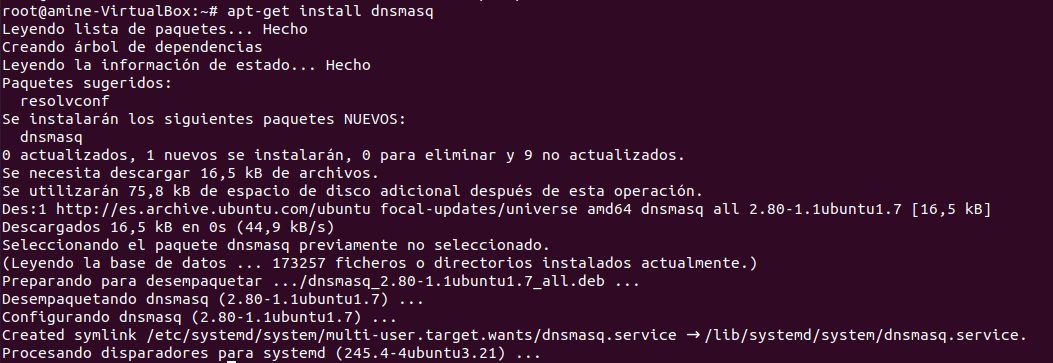 root@amine-VirtualBox:~# apt-get install dnsmasq
Leyendo lista de paquetes... Hecho
Creando árbol de dependencias
Leyendo la información de estado... Hecho
Paquetes sugeridos:
  resolvconf
Se instalarán los siguientes paquetes NUEVOS:
  dnsmasq
0 actualizados, 1 nuevos se instalarán, 0 para eliminar y 9 no actualizados.
Se necesita descargar 16,5 kB de archivos.
Se utilizarán 75,8 kB de espacio de disco adicional después de esta operación.
Des:1 http://es.archive.ubuntu.com/ubuntu focal-updates/universe amd64 dnsmasq all 2.80-1.1ubuntu1.7 [16,5 kB]
Descargados 16,5 kB en 0s (44,9 kB/s)
Seleccionando el paquete dnsmasq previamente no seleccionado.
(Leyendo la base de datos ... 173257 ficheros o directorios instalados actualmente.)
Preparando para desempaquetar .../dnsmasq_2.80-1.1ubuntu1.7_all.deb ...
Desempaquetando dnsmasq (2.80-1.1ubuntu1.7) ...
Configurando dnsmasq (2.80-1.1ubuntu1.7) ...
Created symlink /etc/systemd/system/multi-user.target.wants/dnsmasq.service → /lib/systemd/system/dnsmasq.service.
Procesando disparadores para systemd (245.4-4ubuntu3.21) ...